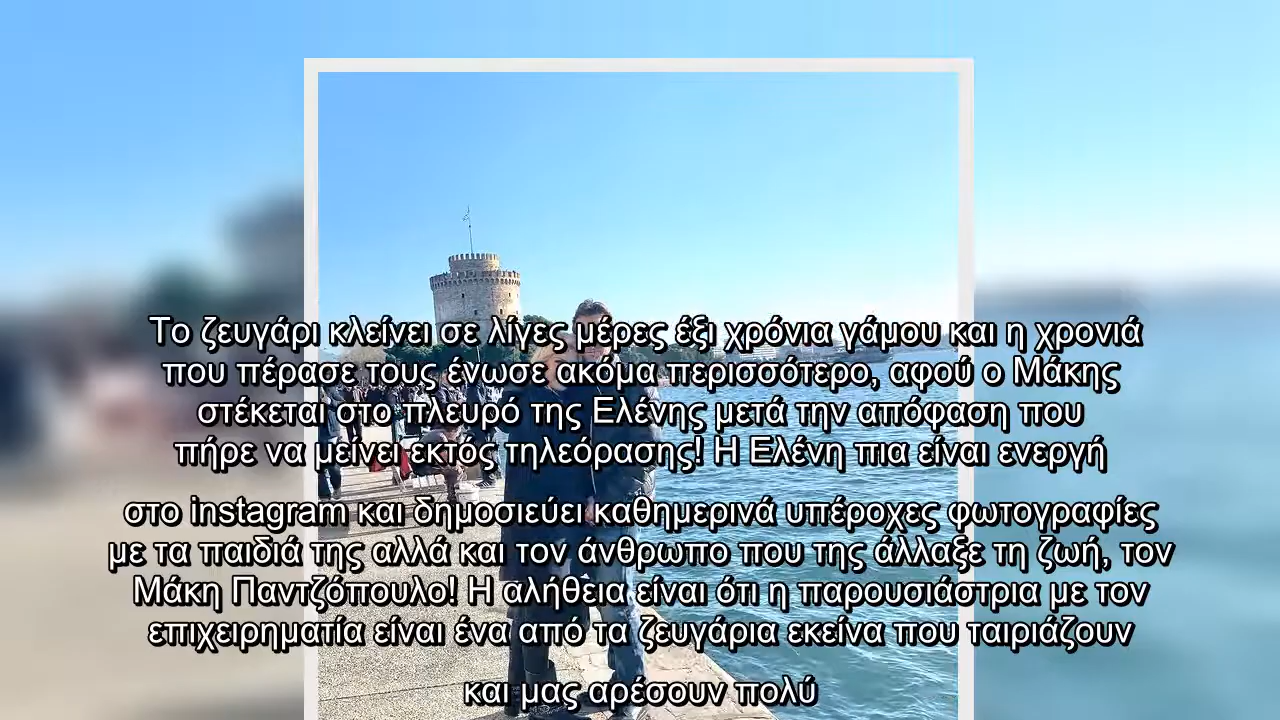 Το ζευγάρι κλείνει σε λίγες μέρες έξι χρόνια γάμου και η χρονιά
που πέρασε τους ένωσε ακόμα περισσότερο, αφού ο Μάκης
στέκεται στο πλευρό της Ελένης μετά την απόφαση που
πήρε να μείνει εκτός τηλεόρασης! Η Ελένη πια είναι ενεργή
στο instagram και δημοσιεύει καθημερινά υπέροχες φωτογραφίες
με τα παιδιά της αλλά και τον άνθρωπο που της άλλαξε τη ζωή, τον
Μάκη Παντζόπουλο! Η αλήθεια είναι ότι η παρουσιάστρια με τον
επιχειρηματία είναι ένα από τα ζευγάρια εκείνα που ταιριάζουν
και μας αρέσουν πολύ